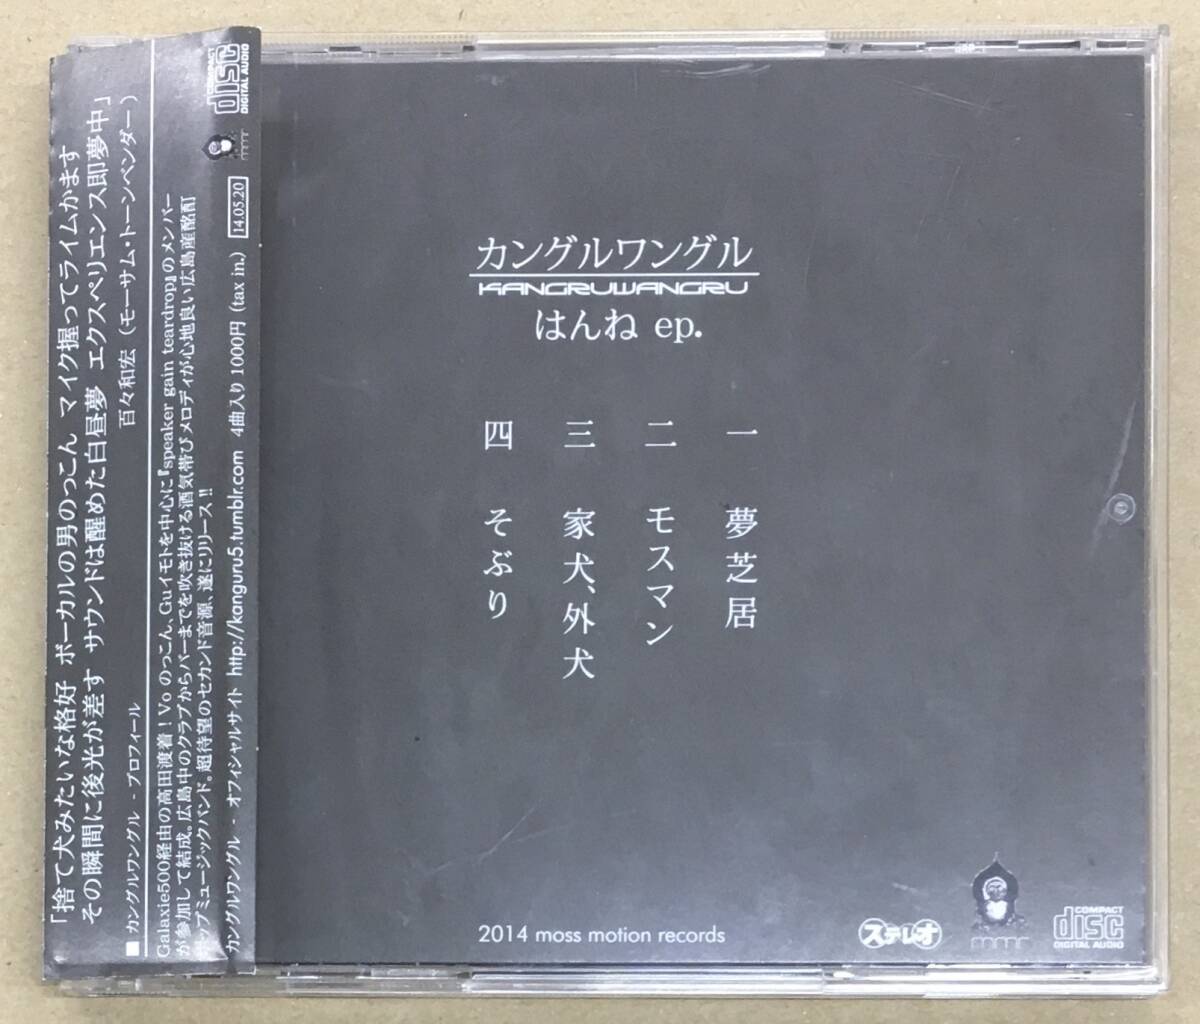 「捨て犬みたいな格好 ボーカルの男のっこん マイク握ってライムかます
その瞬間に後光が差す サウンドは醒めた白昼夢 エクスペリエンス即夢中」
百々和宏（モーサム・トーンベンダー）
■ カングルワングル - プロフィール
Galaxie500経由の高田渡着！Vo のっこん、Guイモトを中心に『speaker gain teardrop』のメンバー
が参加して結成。広島中のクラブからバーまでを吹き抜ける酒気帯びメロディが心地良い広島産酩酊
ポップミュージックバンド。超待望のセカンド音源、遂にリリース!!
カングルワングル - オフィシャルサイト http://kanguru5.tumblr.com 4曲入り 1000円 (tax in.) 14.05.20
COMPACT
disc
DIGITAL AUDIO
カングルワングル
KANGRUWANGRU
はんね ep.
一 夢芝居
二 モスマン
三 家犬、外犬
四 そぶり
2014 moss motion records
ステレオ
COMPACT
disc
DIGITAL AUDIO